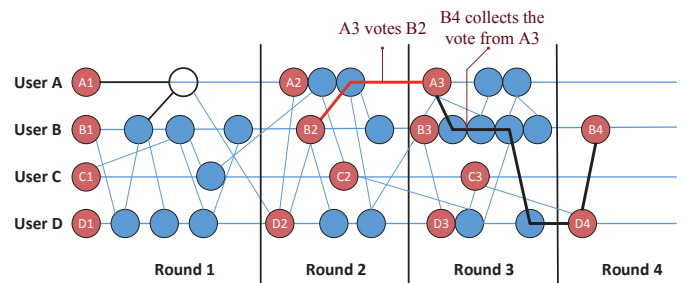 A3 votes B2
B4 collects the
vote from A3
User A
A1
A2
A3
User B
B1
B2
B3
B4
User C
C1
C2
C3
User D
D1
D2
D3
D4
Round 1
Round 2
Round 3
Round 4